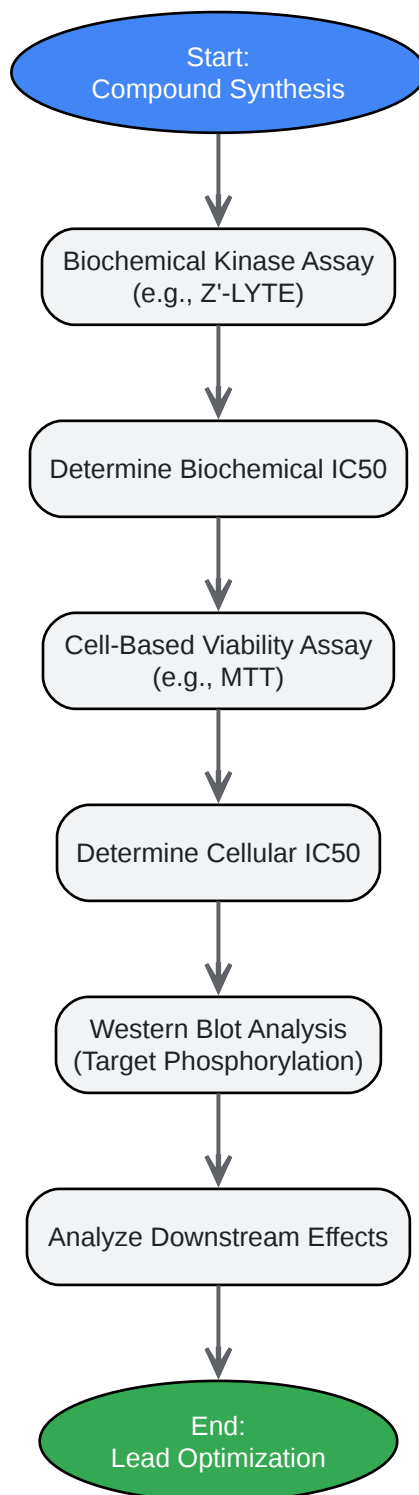 Start:
Compound Synthesis
Biochemical Kinase Assay
(e.g., Z'-LYTE)
Determine Biochemical IC50
Cell-Based Viability Assay
(e.g., MTT)
Determine Cellular IC50
Western Blot Analysis
(Target Phosphorylation)
Analyze Downstream Effects
End:
Lead Optimization